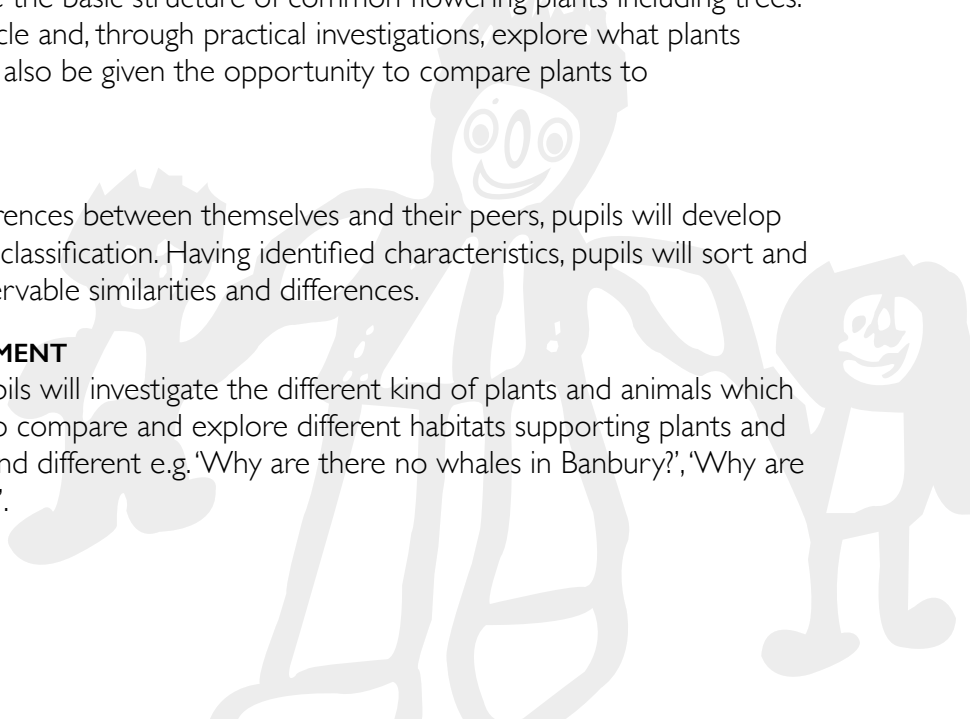 the basic structure of common flowering plants including trees.
cle and, through practical investigations, explore what plants
also be given the opportunity to compare plants to
rences between themselves and their peers, pupils will develop
classification. Having identified characteristics, pupils will sort and
ervable similarities and differences.
MENT
pils will investigate the different kind of plants and animals which
o compare and explore different habitats supporting plants and
nd different e.g. ‘Why are there no whales in Banbury?’, ‘Why are
’.